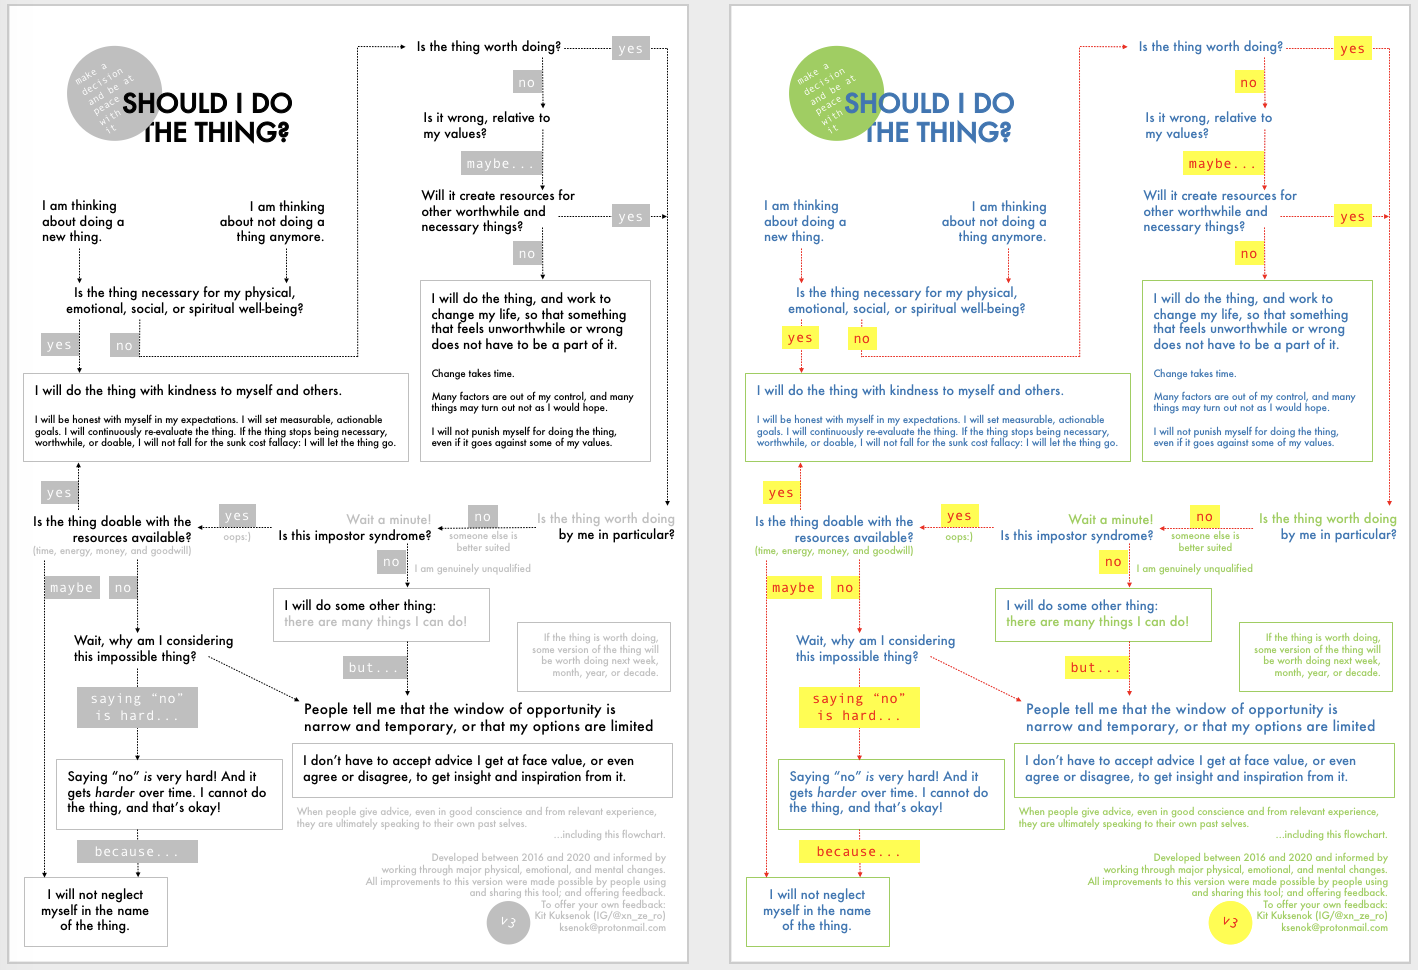 make a
decision
and be at
peace
with
it
SHOULD I DO
THE THING?
Is the thing worth doing?
yes
no
Is it wrong, relative to
my values?
maybe...
Will it create resources for
other worthwhile and
necessary things?
yes
no
I am thinking
about doing a
new thing.
I am thinking
about not doing a
thing anymore.
Is the thing necessary for my physical,
emotional, social, or spiritual well-being?
yes
no
I will do the thing, and work to
change my life, so that something
that feels unworthwhile or wrong
does not have to be a part of it.
Change takes time.
Many factors are out of my control, and many
things may turn out not as I would hope.
I will not punish myself for doing the thing,
even if it goes against some of my values.
I will do the thing with kindness to myself and others.
I will be honest with myself in my expectations. I will set measurable, actionable
goals. I will continuously re-evaluate the thing. If the thing stops being necessary,
worthwhile, or doable, I will not fall for the sunk cost fallacy: I will let the thing go.
yes
Is the thing doable with the
resources available?
(time, energy, money, and goodwill)
yes
oops:)
Wait a minute!
Is this impostor syndrome?
no
someone else is
better suited
Is the thing worth doing
by me in particular?
no
I am genuinely unqualified
maybe
no
I will do some other thing:
there are many things I can do!
Wait, why am I considering
this impossible thing?
but...
If the thing is worth doing,
some version of the thing will
be worth doing next week,
month, year, or decade.
saying “no”
is hard...
People tell me that the window of opportunity is
narrow and temporary, or that my options are limited
I don’t have to accept advice I get at face value, or even
agree or disagree, to get insight and inspiration from it.
Saying “no” is very hard! And it
gets harder over time. I cannot do
the thing, and that’s okay!
When people give advice, even in good conscience and from relevant experience,
they are ultimately speaking to their own past selves.
...including this flowchart.
because...
I will not neglect
myself in the name
of the thing.
Developed between 2016 and 2020 and informed by
working through major physical, emotional, and mental changes.
All improvements to this version were made possible by people using
and sharing this tool; and offering feedback.
To offer your own feedback:
Kit Kuksenok (IG/@xn_ze_ro)
ksenok@protonmail.com
v3
make a
decision
and be at
peace
with
it
SHOULD I DO
THE THING?
Is the thing worth doing?
yes
no
Is it wrong, relative to
my values?
maybe...
Will it create resources for
other worthwhile and
necessary things?
yes
no
I am thinking
about doing a
new thing.
I am thinking
about not doing a
thing anymore.
Is the thing necessary for my physical,
emotional, social, or spiritual well-being?
yes
no
I will do the thing, and work to
change my life, so that something
that feels unworthwhile or wrong
does not have to be a part of it.
Change takes time.
Many factors are out of my control, and many
things may turn out not as I would hope.
I will not punish myself for doing the thing,
even if it goes against some of my values.
I will do the thing with kindness to myself and others.
I will be honest with myself in my expectations. I will set measurable, actionable
goals. I will continuously re-evaluate the thing. If the thing stops being necessary,
worthwhile, or doable, I will not fall for the sunk cost fallacy: I will let the thing go.
yes
Is the thing doable with the
resources available?
(time, energy, money, and goodwill)
yes
oops:)
Wait a minute!
Is this impostor syndrome?
no
someone else is
better suited
Is the thing worth doing
by me in particular?
no
I am genuinely unqualified
maybe
no
I will do some other thing:
there are many things I can do!
Wait, why am I considering
this impossible thing?
but...
If the thing is worth doing,
some version of the thing will
be worth doing next week,
month, year, or decade.
saying “no”
is hard...
People tell me that the window of opportunity is
narrow and temporary, or that my options are limited
I don’t have to accept advice I get at face value, or even
agree or disagree, to get insight and inspiration from it.
Saying “no” is very hard! And it
gets harder over time. I cannot do
the thing, and that’s okay!
When people give advice, even in good conscience and from relevant experience,
they are ultimately speaking to their own past selves.
...including this flowchart.
because...
I will not neglect
myself in the name
of the thing.
Developed between 2016 and 2020 and informed by
working through major physical, emotional, and mental changes.
All improvements to this version were made possible by people using
and sharing this tool; and offering feedback.
To offer your own feedback:
Kit Kuksenok (IG/@xn_ze_ro)
ksenok@protonmail.com
v3